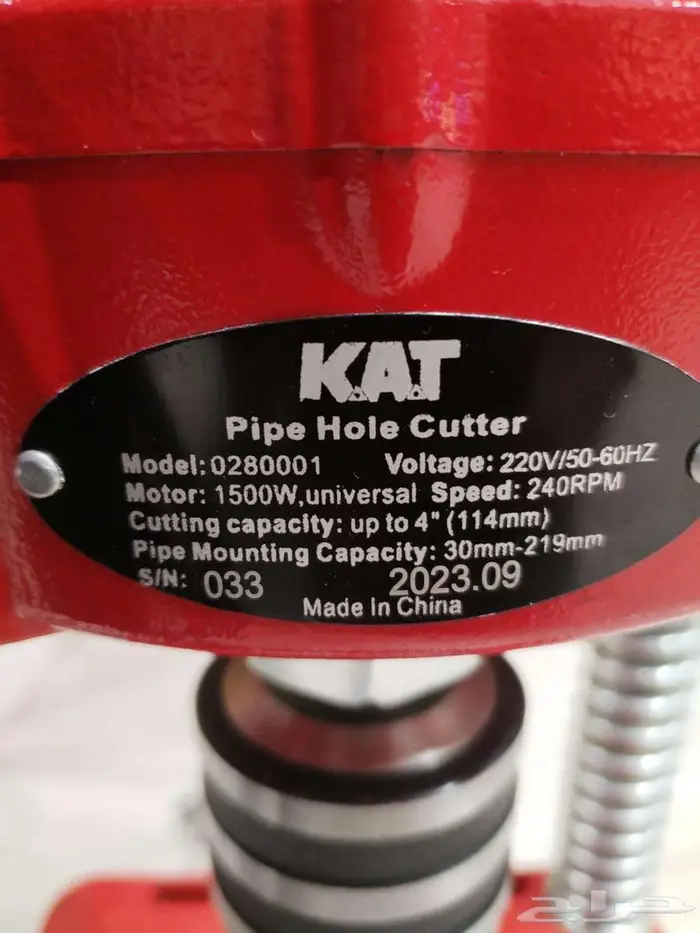 K.A.T
Pipe Hole Cutter
Model: 0280001 Voltage: 220V/50-60HZ
Motor: 1500W,universal Speed: 240RPM
Cutting capacity: up to 4" (114mm)
Pipe Mounting Capacity: 30mm-219mm
S/N: 033 2023.09
Made In China
حراج